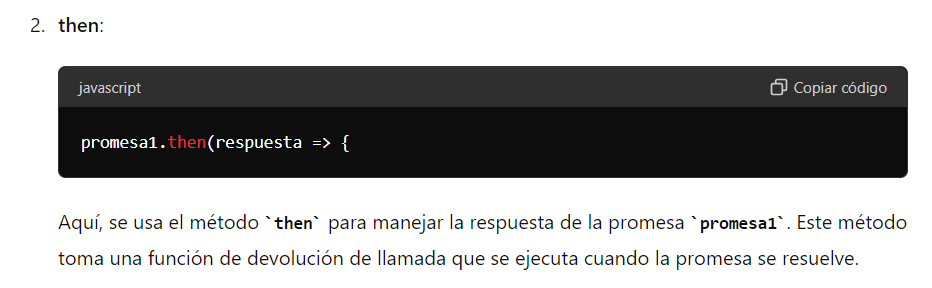 2. then:
javascript
Copiar código
promesa1.then(respuesta => {
Aquí, se usa el método `then` para manejar la respuesta de la promesa `promesa1`. Este método
toma una función de devolución de llamada que se ejecuta cuando la promesa se resuelve.